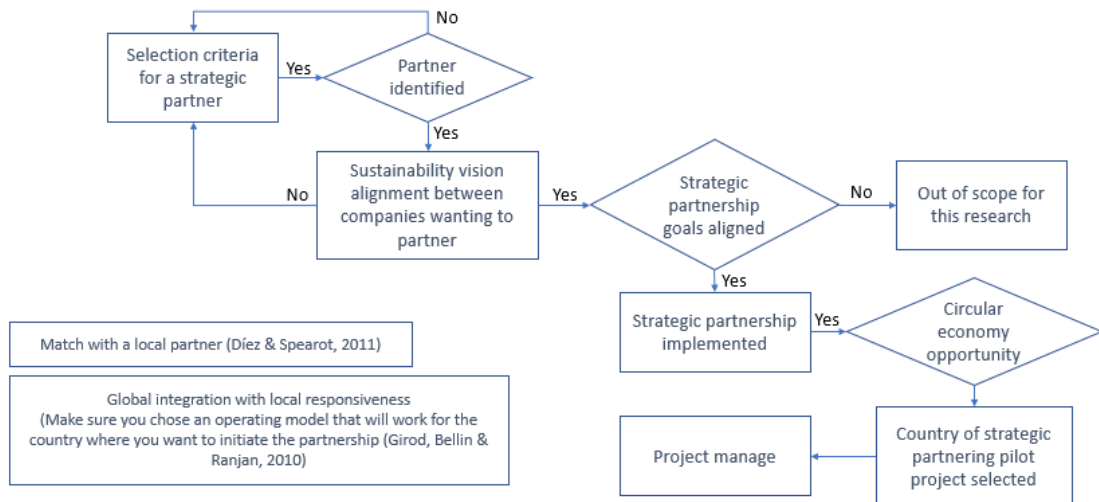 No
Selection criteria
for a strategic
partner
Yes
Partner
identified
Yes
No
Sustainability vision
alignment between
companies wanting to
partner
Yes
Strategic
partnership
goals aligned
No
Out of scope for
this research
Yes
Strategic partnership
implemented
Yes
Circular
economy
opportunity
Match with a local partner (Díez & Spearot, 2011)
Global integration with local responsiveness
(Make sure you chose an operating model that will work for the
country where you want to initiate the partnership (Girod, Bellin &
Ranjan, 2010)
Project manage
Country of strategic
partnering pilot
project selected